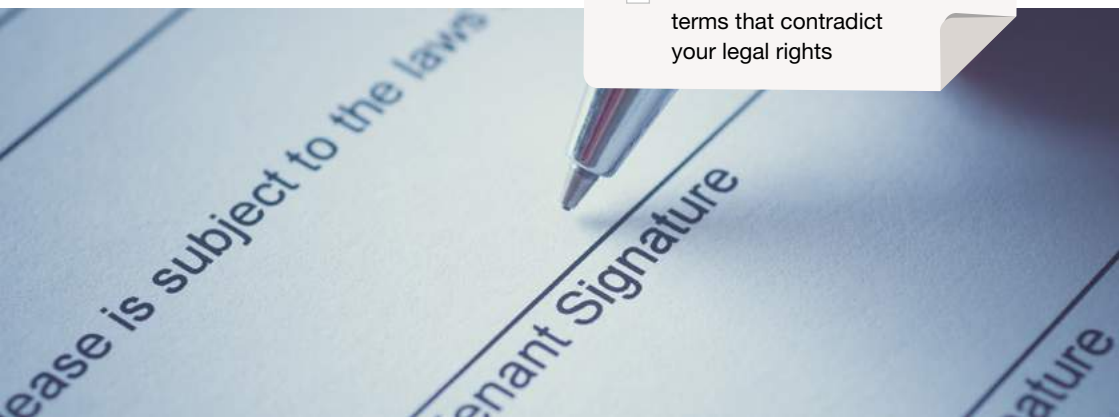 terms that contradict
your legal rights
ease is subject to the laws
enant Signature
ature